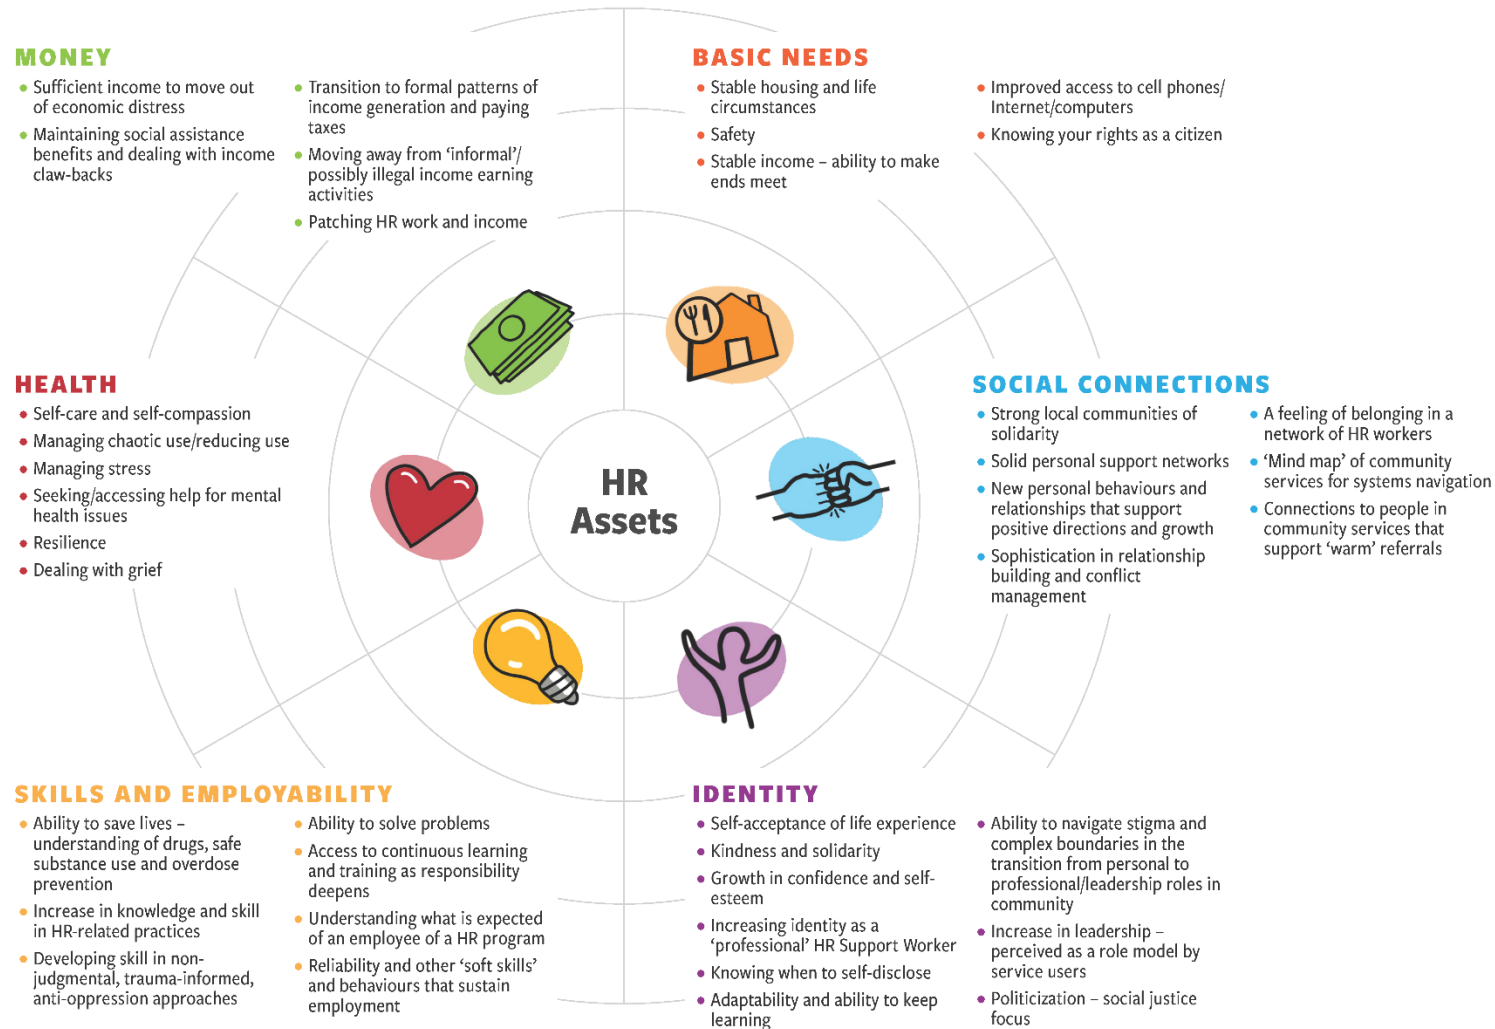 MONEY
Sufficient income to move out
of economic distress
Maintaining social assistance
benefits and dealing with income
claw-backs
Transition to formal patterns of
income generation and paying
taxes
Moving away from ‘informal’/
possibly illegal income earning
activities
Patching HR work and income
BASIC NEEDS
Stable housing and life
circumstances
Safety
Stable income – ability to make
ends meet
Improved access to cell phones/
Internet/computers
Knowing your rights as a citizen
HEALTH
Self-care and self-compassion
Managing chaotic use/reducing use
Managing stress
Seeking/accessing help for mental
health issues
Resilience
Dealing with grief
HR
Assets
SOCIAL CONNECTIONS
Strong local communities of
solidarity
Solid personal support networks
New personal behaviours and
relationships that support
positive directions and growth
Sophistication in relationship
building and conflict
management
A feeling of belonging in a
network of HR workers
‘Mind map’ of community
services for systems navigation
Connections to people in
community services that
support ‘warm’ referrals
SKILLS AND EMPLOYABILITY
Ability to save lives –
understanding of drugs, safe
substance use and overdose
prevention
Increase in knowledge and skill
in HR-related practices
Developing skill in non-
judgmental, trauma-informed,
anti-oppression approaches
Ability to solve problems
Access to continuous learning
and training as responsibility
deepens
Understanding what is expected
of an employee of a HR program
Reliability and other ‘soft skills’
and behaviours that sustain
employment
IDENTITY
Self-acceptance of life experience
Kindness and solidarity
Growth in confidence and self-
esteem
Increasing identity as a
‘professional’ HR Support Worker
Knowing when to self-disclose
Adaptability and ability to keep
learning
Ability to navigate stigma and
complex boundaries in the
transition from personal to
professional/leadership roles in
community
Increase in leadership –
perceived as a role model by
service users
Politicization – social justice
focus